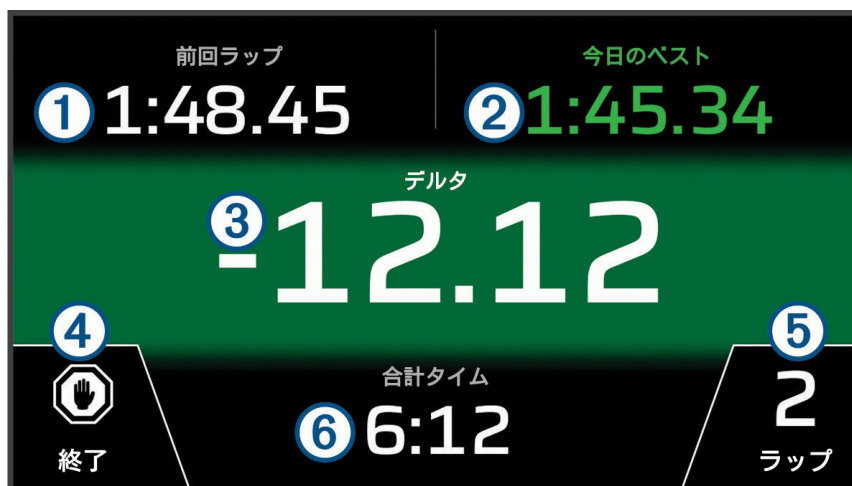 前回ラップ
今日のベスト
① 1:48.45
② 1:45.34
デルタ
③ -12.12
④
⑤
合計タイム
2
⑥ 6:12
終了
ラップ